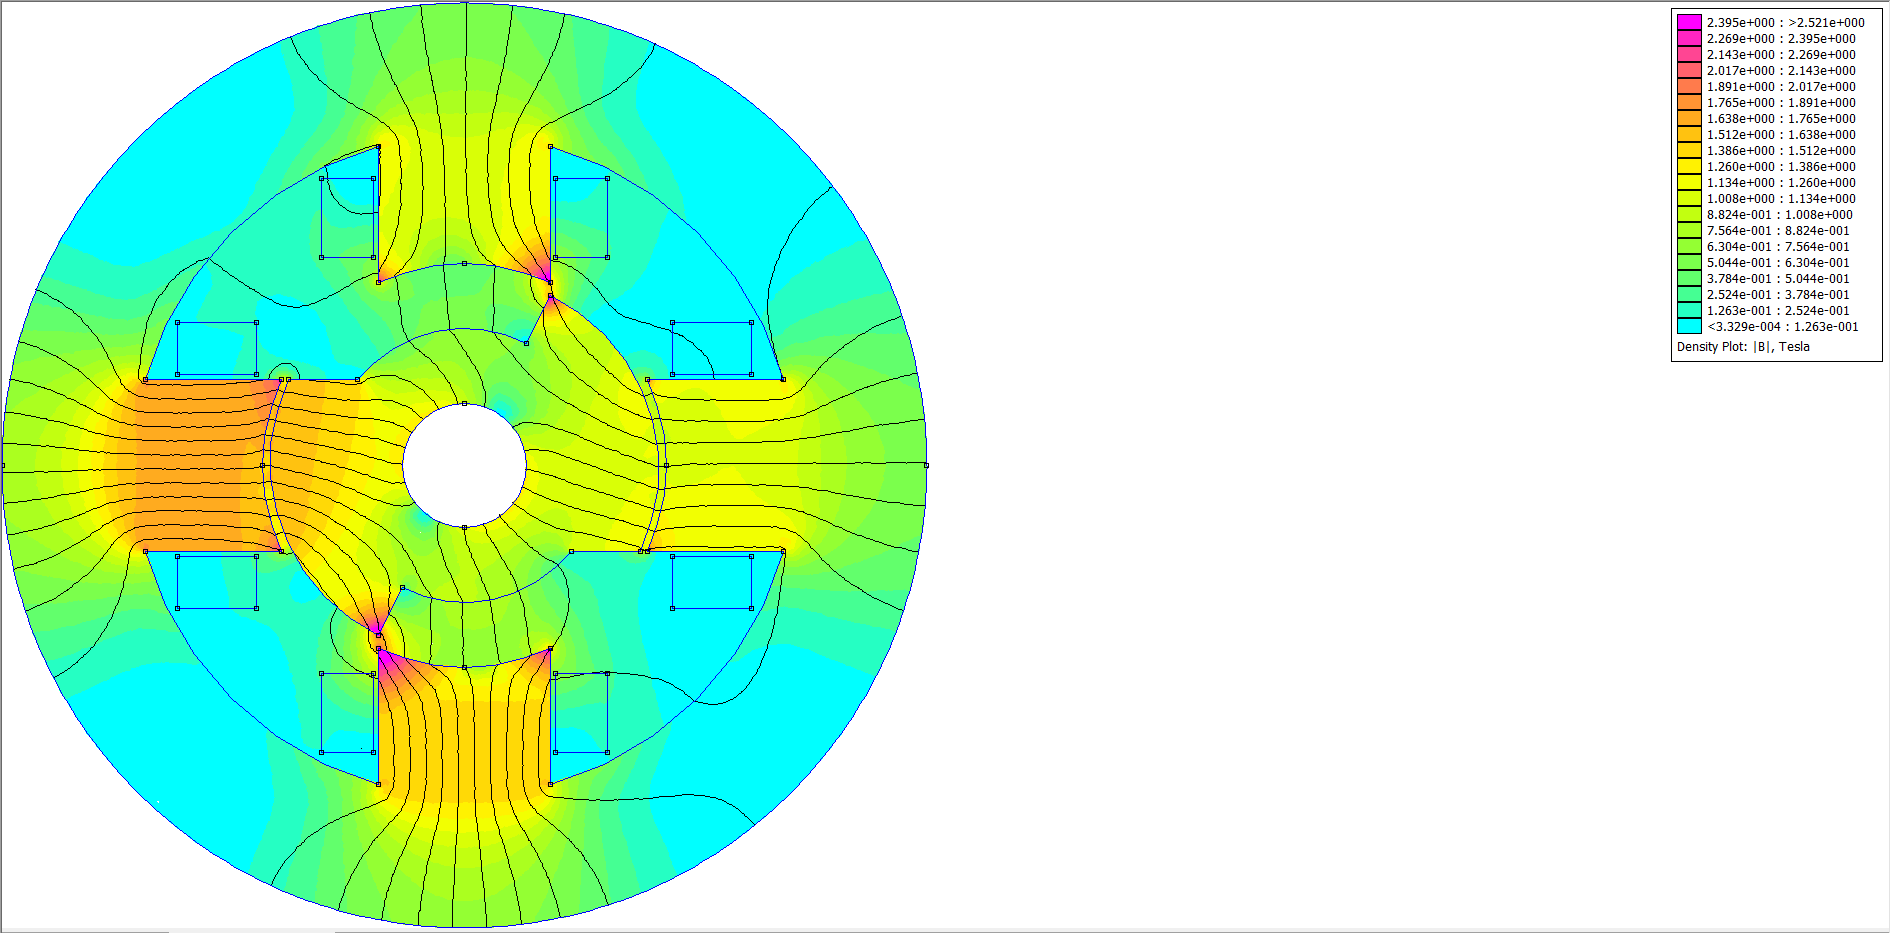 2.395e+000 : >2.521e+000
2.269e+000 : 2.395e+000
2.143e+000 : 2.269e+000
2.017e+000 : 2.143e+000
1.891e+000 : 2.017e+000
1.765e+000 : 1.891e+000
1.638e+000 : 1.765e+000
1.512e+000 : 1.638e+000
1.386e+000 : 1.512e+000
1.260e+000 : 1.386e+000
1.134e+000 : 1.260e+000
1.008e+000 : 1.134e+000
8.824e-001 : 1.008e+000
7.564e-001 : 8.824e-001
6.304e-001 : 7.564e-001
5.044e-001 : 6.304e-001
3.784e-001 : 5.044e-001
2.524e-001 : 3.784e-001
1.263e-001 : 2.524e-001
<3.329e-004 : 1.263e-001
Density Plot: |B|, Tesla